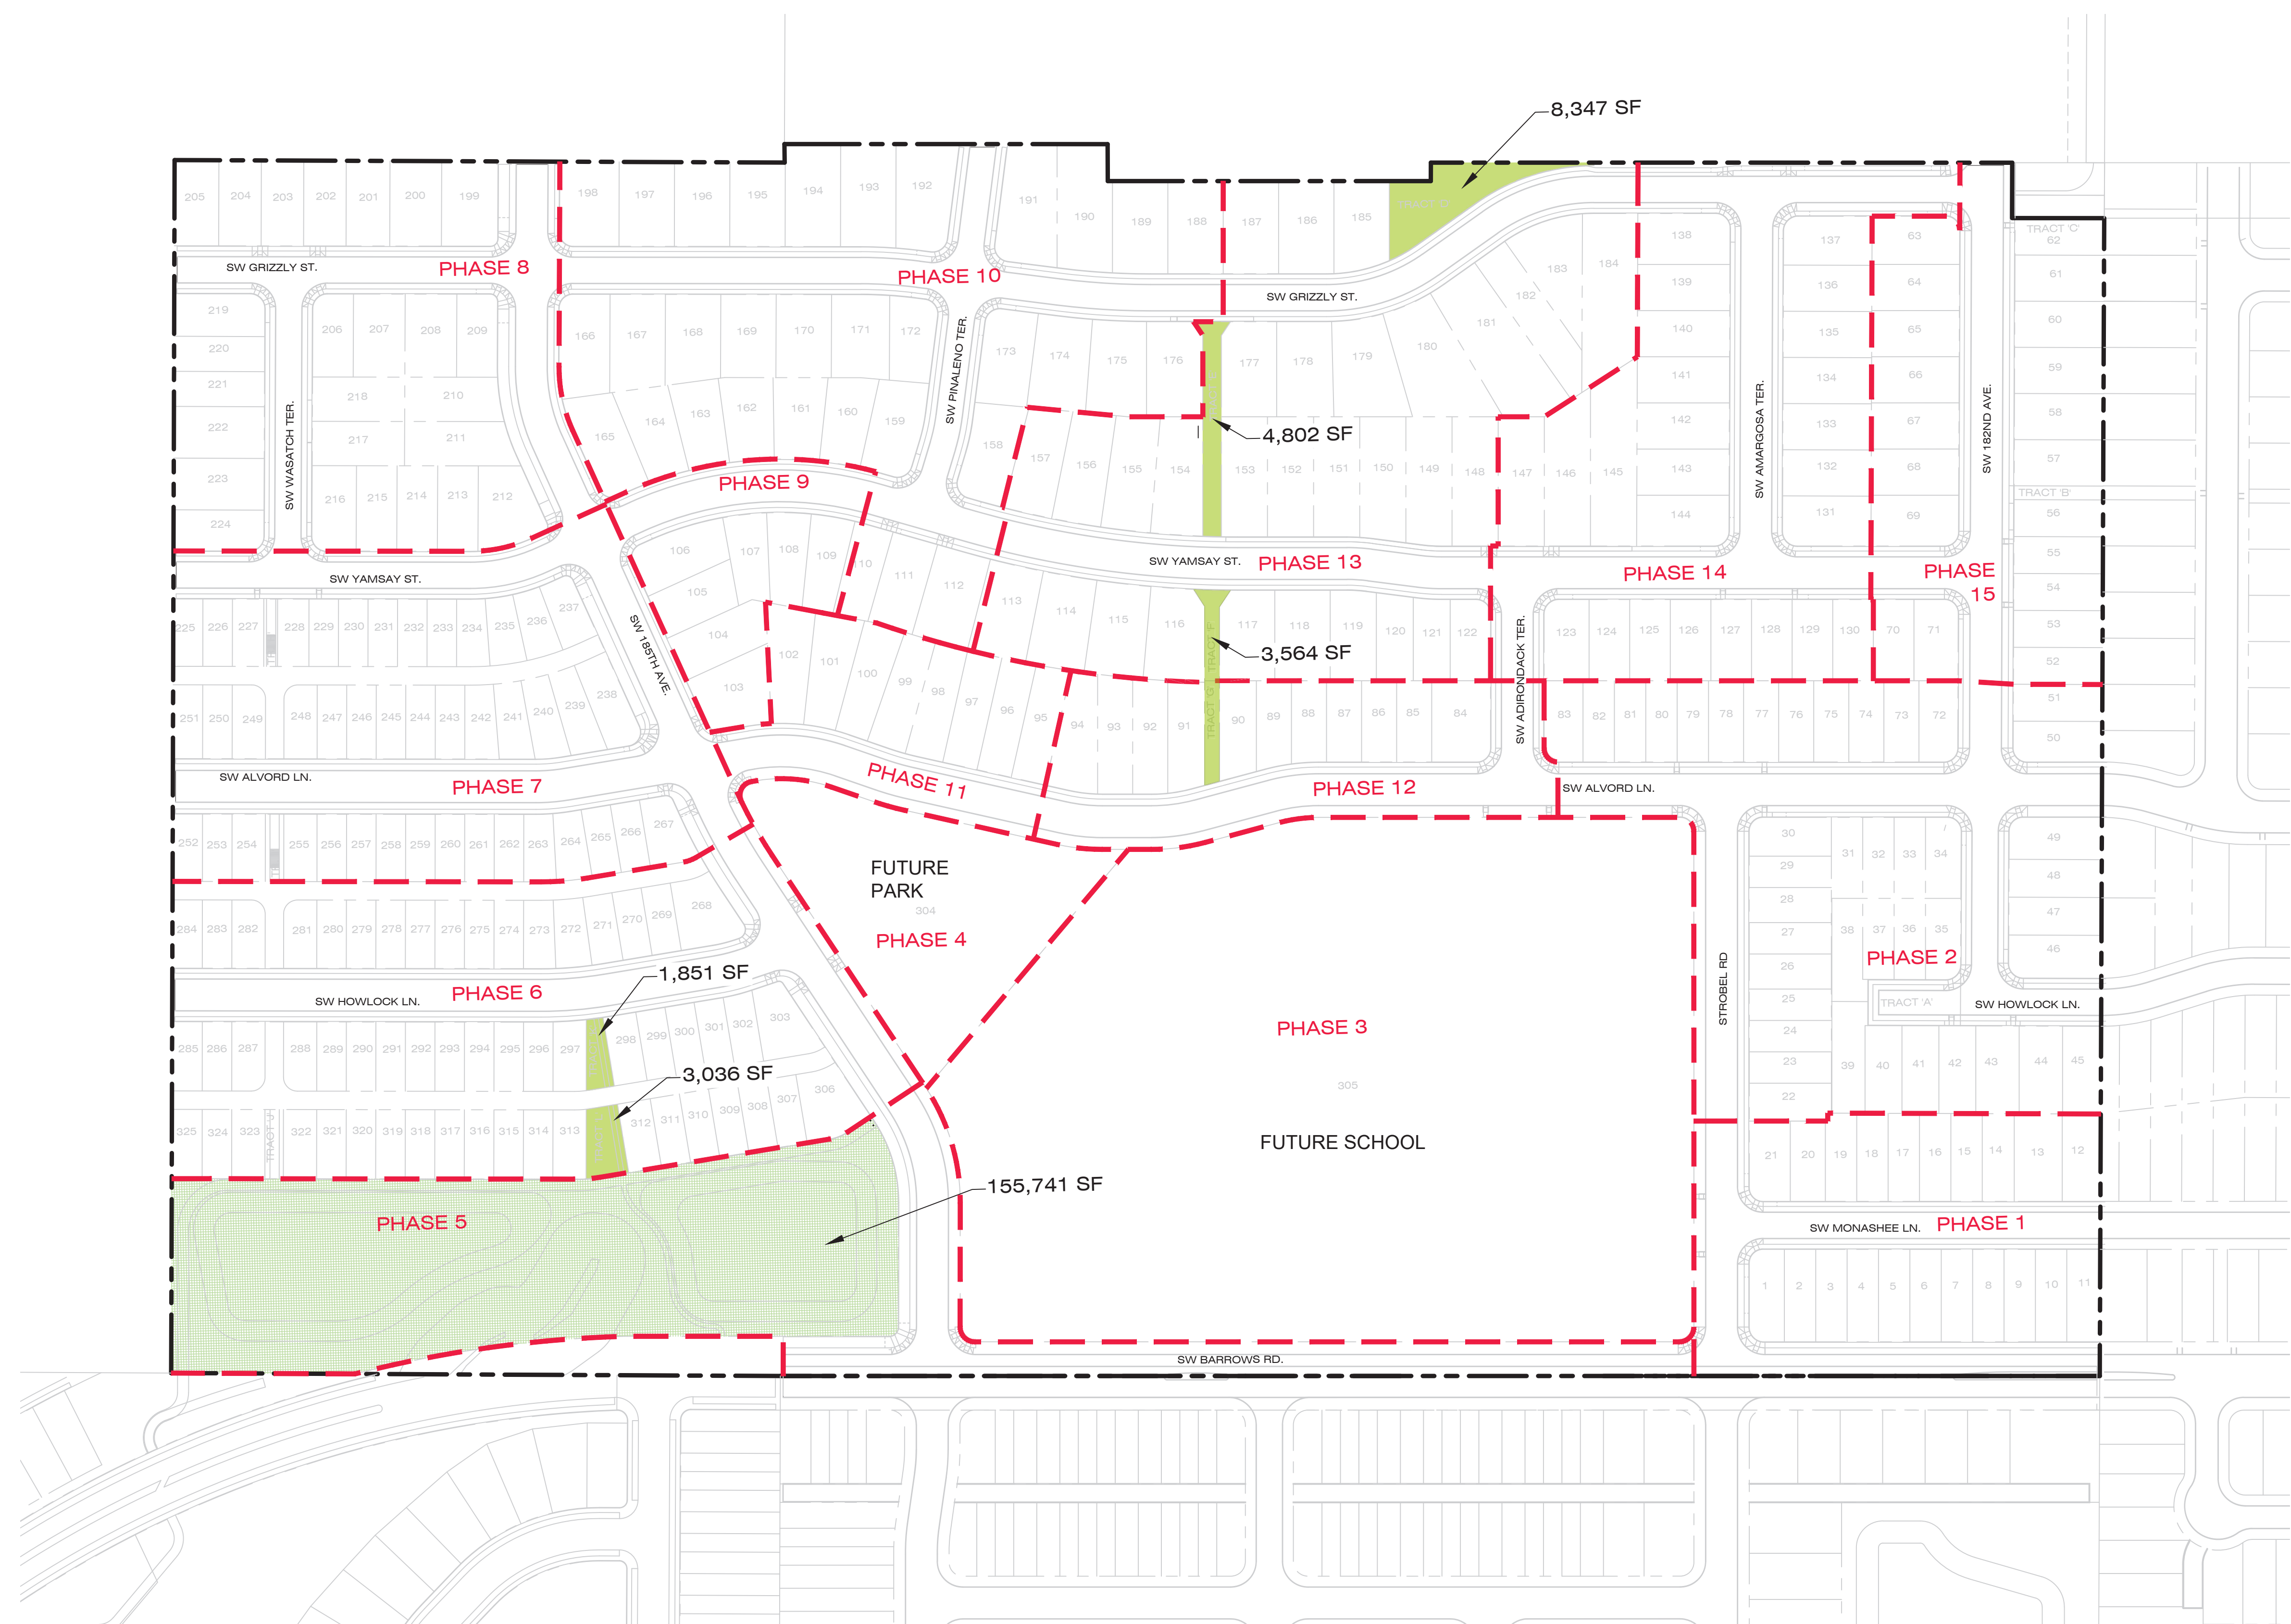 8,347 SF
205 204 203 202 201 200 199 198 197 196 195 194 193 192 191 190 189 188 187 186 185
SW GRIZZLY ST.
PHASE 8
PHASE 10
SW GRIZZLY ST.
183 184 182 181 180
138 139 140 141 142 143 144
137 136 135 134 133 132 131
63 64 65 66 67 68 69
TRACT 'C'
62
61
60
59
58
57
TRACT 'B'
56
55
54
53
52
51
50
219 220 221 222 223 224
SW WASATCH TER.
206 207 208 209
218 210
217 211
216 215 214 213 212
166 167 168 169 170 171 172
165 164 163 162 161 160 159
SW PINALENO TER.
173 174 175 176 177 178 179
4,802 SF
158 157 156 155 154 153 152 151 150 149 148 147 146 145
SW AMARGOSA TER.
SW 182ND AVE.
PHASE 9
SW YAMSAY ST.
SW YAMSAY ST.
PHASE 13
PHASE 14
PHASE
15
106 107 108 109 110 111 112 113 114 115 116 117 118 119 120 121 122
105
104
103
102 101 100 99 98 97 96 95 94 93 92 91 90 89 88 87 86 85 84
3,564 SF
TRACT F
TRACT G
SW ADIRONDACK TER.
123 124 125 126 127 128 129 130 70 71
83 82 81 80 79 78 77 76 75 74 73 72
SW 185TH AVE.
225 226 227 228 229 230 231 232 233 234 235 236 237
251 250 249 248 247 246 245 244 243 242 241 240 239 238
SW ALVORD LN.
PHASE 7
PHASE 11
PHASE 12
SW ALVORD LN.
252 253 254 255 256 257 258 259 260 261 262 263 264 265 266 267
FUTURE
PARK
304
PHASE 4
284 283 282 281 280 279 278 277 276 275 274 273 272 271 270 269 268
1,851 SF
SW HOWLOCK LN.
PHASE 6
285 286 287 288 289 290 291 292 293 294 295 296 297 298 299 300 301 302 303
3,036 SF
325 324 323 322 321 320 319 318 317 316 315 314 313 312 311 310 309 308 307 306
TRACT J
155,741 SF
PHASE 5
PHASE 3
305
FUTURE SCHOOL
STROBEL RD
30 29 28 27 26 25 24 23 22
31 32 33 34
38 37 36 35
PHASE 2
49
48
47
46
TRACT 'A'
SW HOWLOCK LN.
39 40 41 42 43 44 45
21 20 19 18 17 16 15 14 13 12
SW MONASHEE LN.
PHASE 1
1 2 3 4 5 6 7 8 9 10 11
SW BARROWS RD.